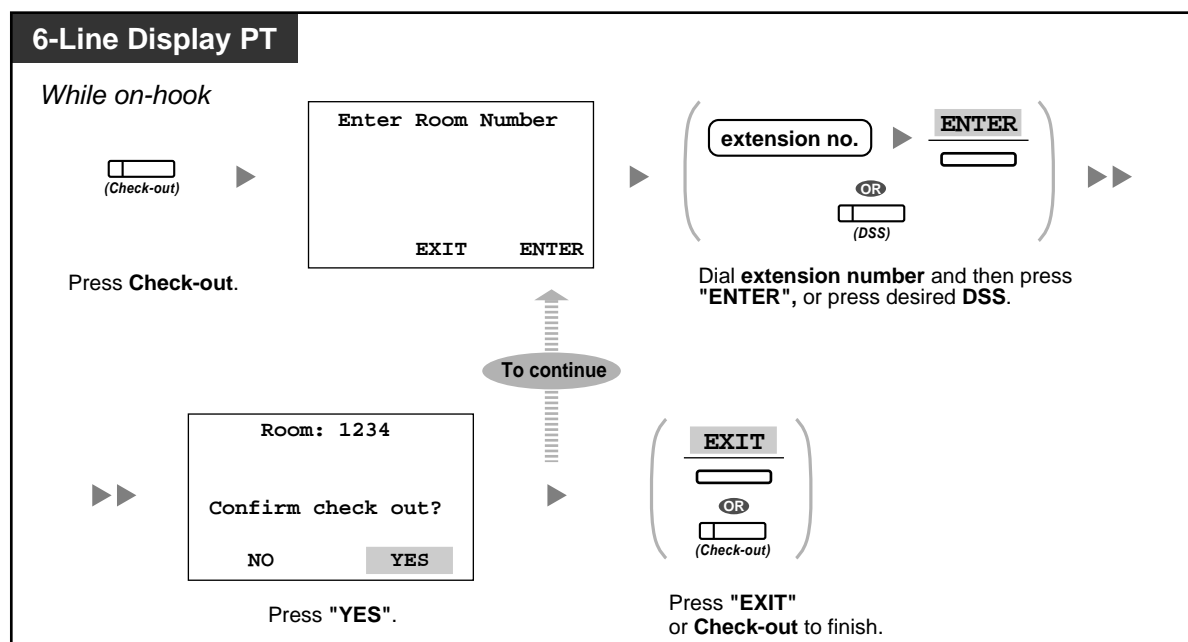 6-Line Display PT
While on-hook
(Check-out)
Press Check-out.
Enter Room Number
EXIT ENTER
extension no.
ENTER
OR
(DSS)
Dial extension number and then press
"ENTER", or press desired DSS.
To continue
Room: 1234
Confirm check out?
NO YES
Press "YES".
EXIT
OR
(Check-out)
Press "EXIT"
or Check-out to finish.